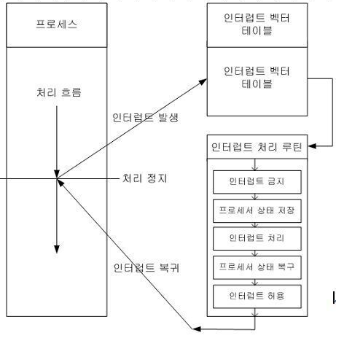 프로세스
처리 흐름
인터럽트 발생
처리 정지
인터럽트 복귀
인터럽트 벡터
테이블
인터럽트 벡터
테이블
인터럽트 처리 루틴
인터럽트 금지
프로세서 상태 저장
인터럽트 처리
프로세서 상태 복구
인터럽트 허용